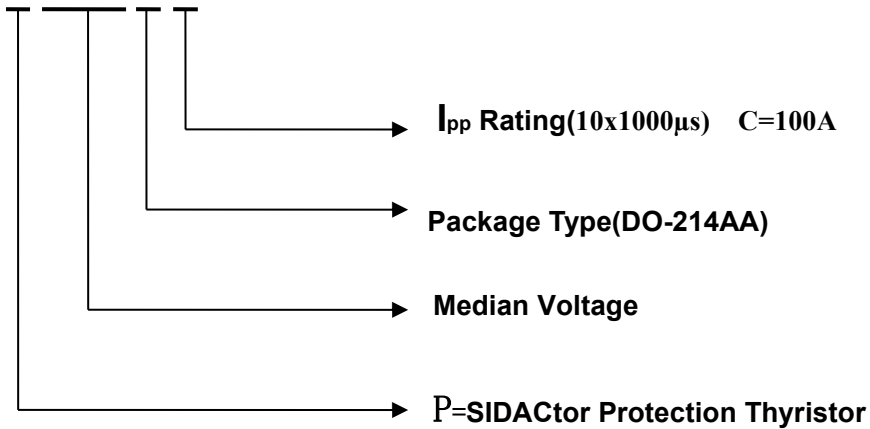 Ipp Rating(10x1000μs) C=100A
Package Type(DO-214AA)
Median Voltage
P=SIDACtor Protection Thyristor